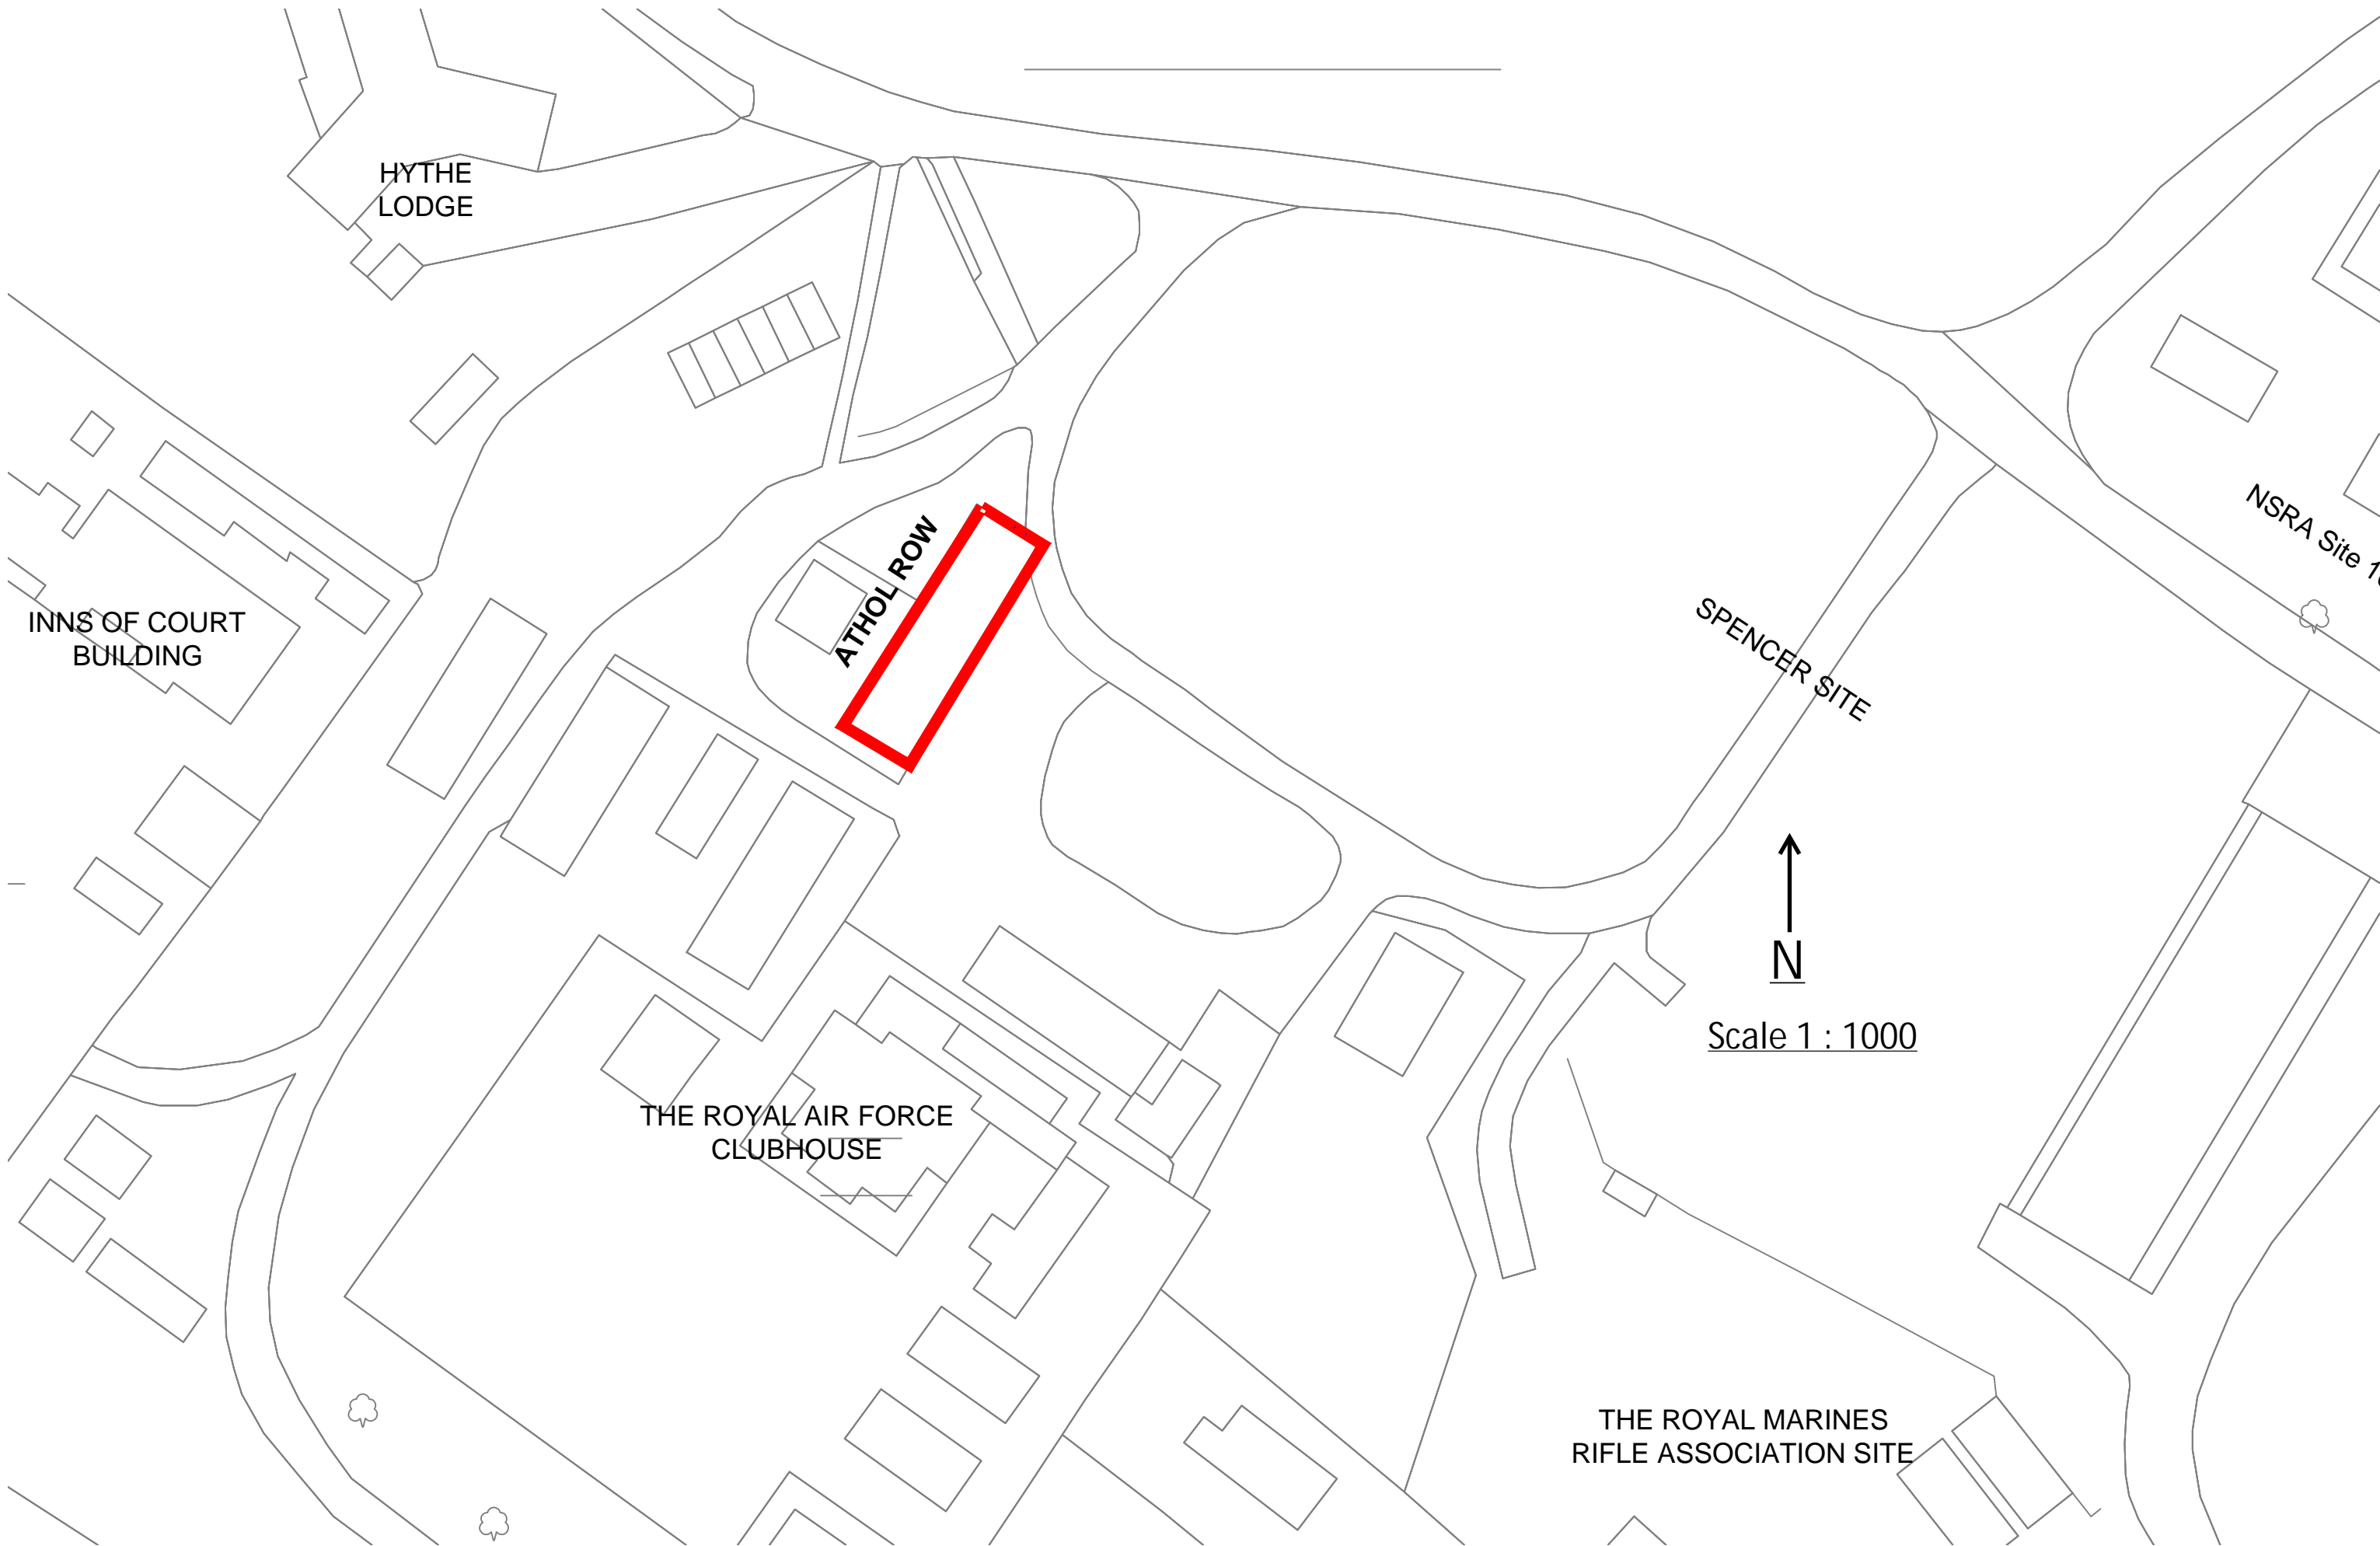 HYTHE
LODGE
NSRA Site
ATHOL ROW
INNS OF COURT
BUILDING
SPENCER SITE
N
Scale 1 : 1000
THE ROYAL AIR FORCE
CLUBHOUSE
THE ROYAL MARINES
RIFLE ASSOCIATION SITE